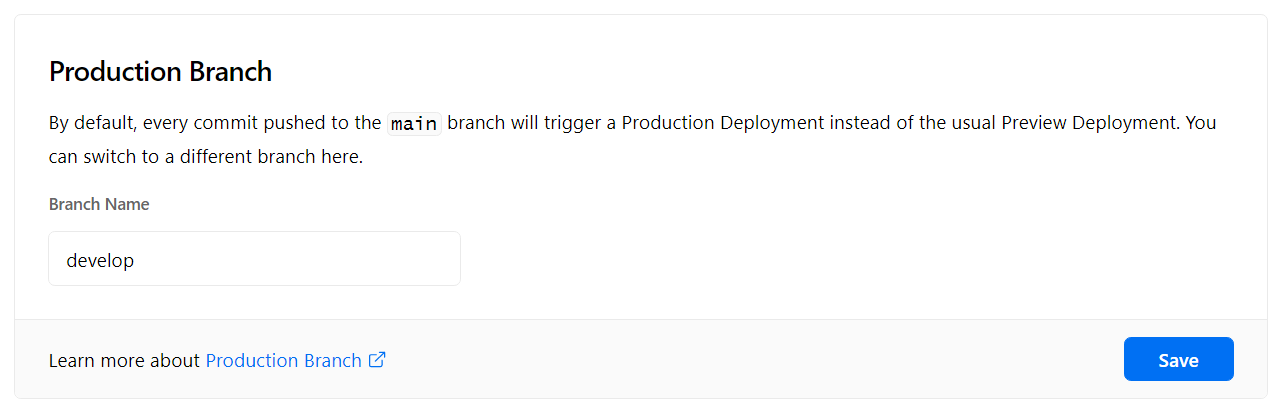 Production Branch
By default, every commit pushed to the main branch will trigger a Production Deployment instead of the usual Preview Deployment. You
can switch to a different branch here.
Branch Name
develop
Learn more about Production Branch
Save